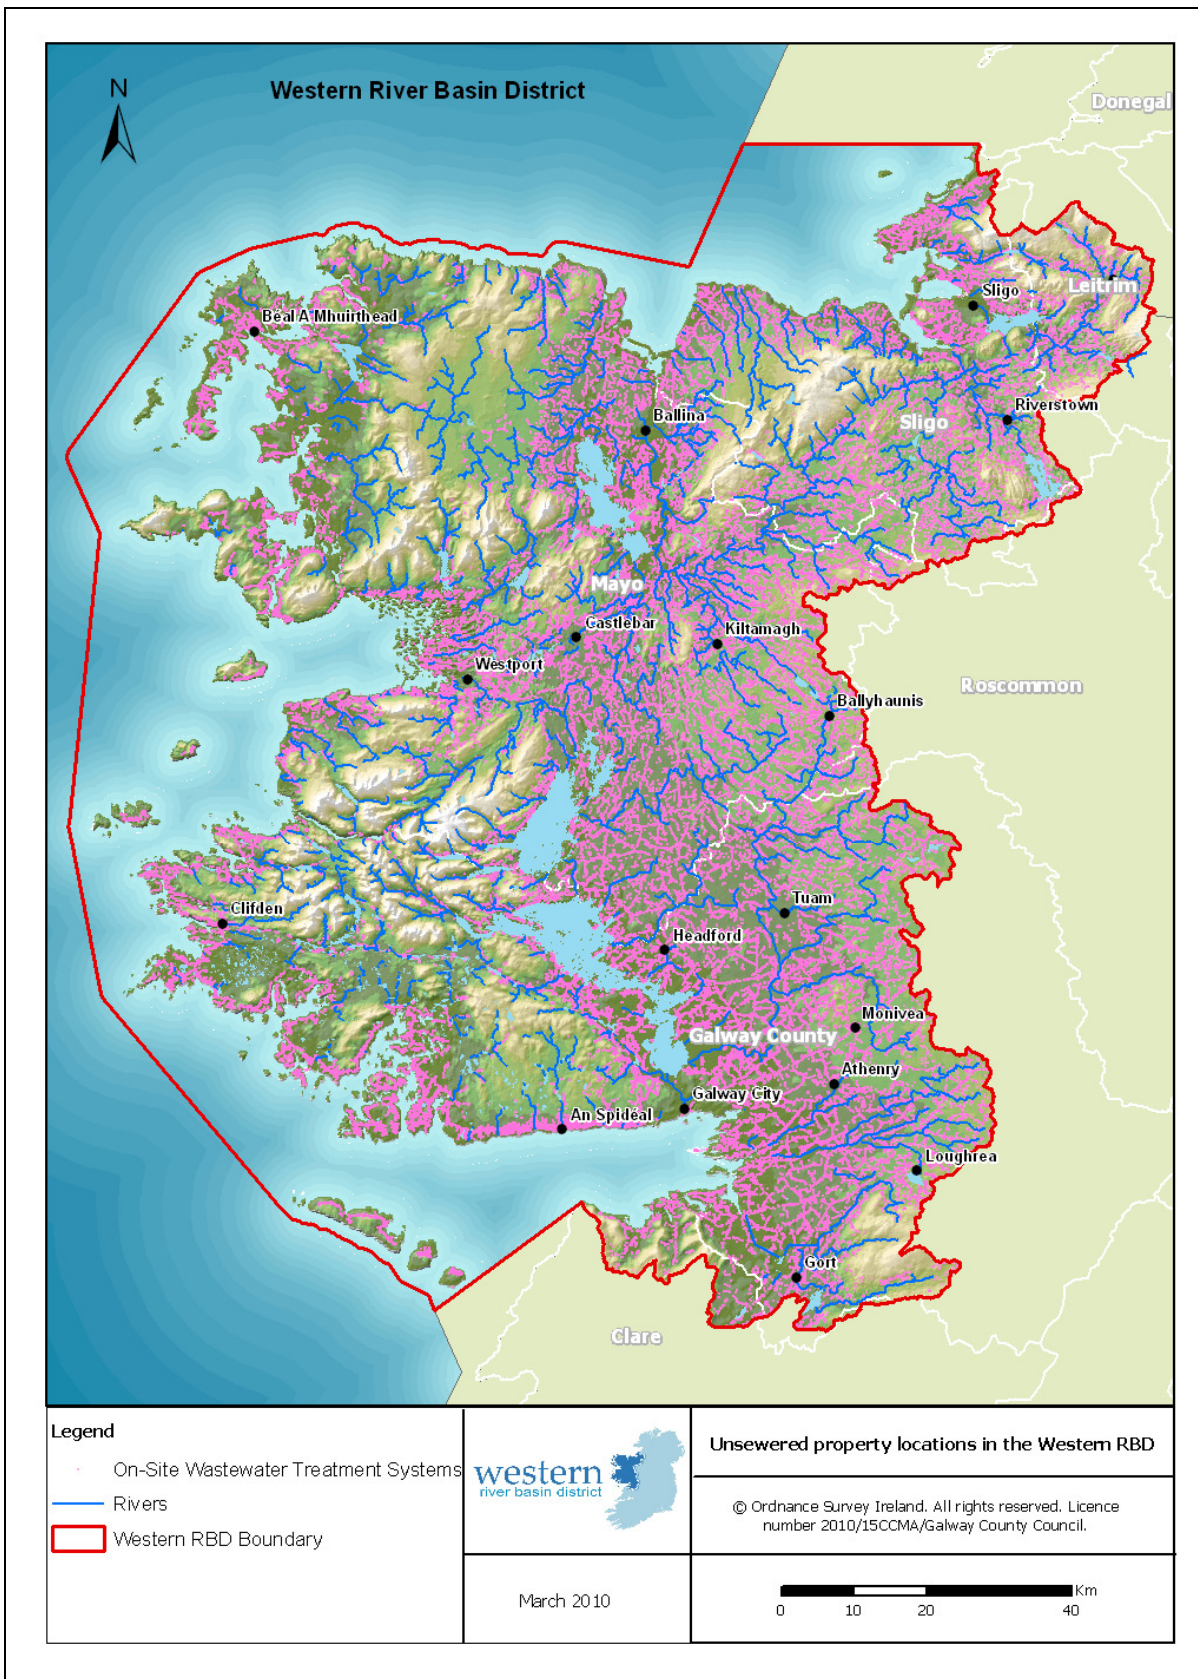 Western River Basin District
N
Donegal
Leitrim
Sligo
Béal A Mhuirthead
Riverstown
Ballina
Sligo
Mayo
Castlebar
Kiltamagh
Westport
Roscommon
Ballyhaunis
Tuam
Clifden
Headford
Monivea
Galway County
Athenry
Galway City
An Spidéal
Loughrea
Gort
Clare
Legend
On-Site Wastewater Treatment Systems
Rivers
Western RBD Boundary
western
river basin district
March 2010
Unsewered property locations in the Western RBD
© Ordnance Survey Ireland. All rights reserved. Licence
number 2010/15CCMA/Galway County Council.
Km
0 10 20 40